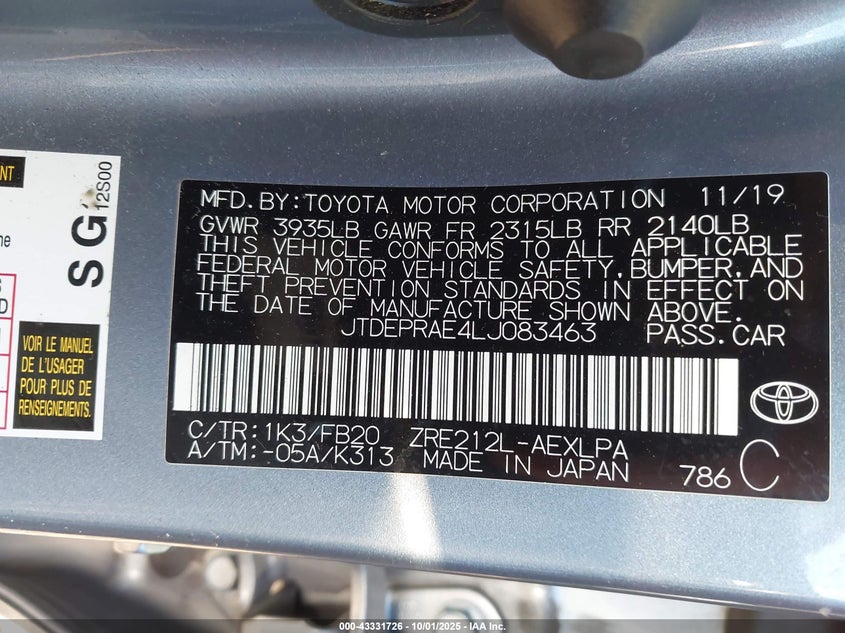 NT
SG
12S00
ne
S
D
VOIR LE MANUEL
DE L'USAGER
POUR PLUS DE
RENSEIGNEMENTS.
MFD.BY:TOYOTA MOTOR CORPORATION 11/19
GVWR 3935LB GAWR FR 2315LB RR 2140LB
THIS VEHICLE CONFORMS TO ALL APPLICABLE
FEDERAL MOTOR VEHICLE SAFETY,BUMPER,AND
THEFT PREVENTION STANDARDS IN EFFECT ON
THE DATE OF MANUFACTURE SHOWN ABOVE.
JTDEPRAE4LJ083463 PASS.CAR
C/TR:1K3/FB20 ZRE212L-AEXLPA
A/TM:-05A/K313 MADE IN JAPAN 786 C
000-43331726 - 10/01/2025 - IAA Inc.